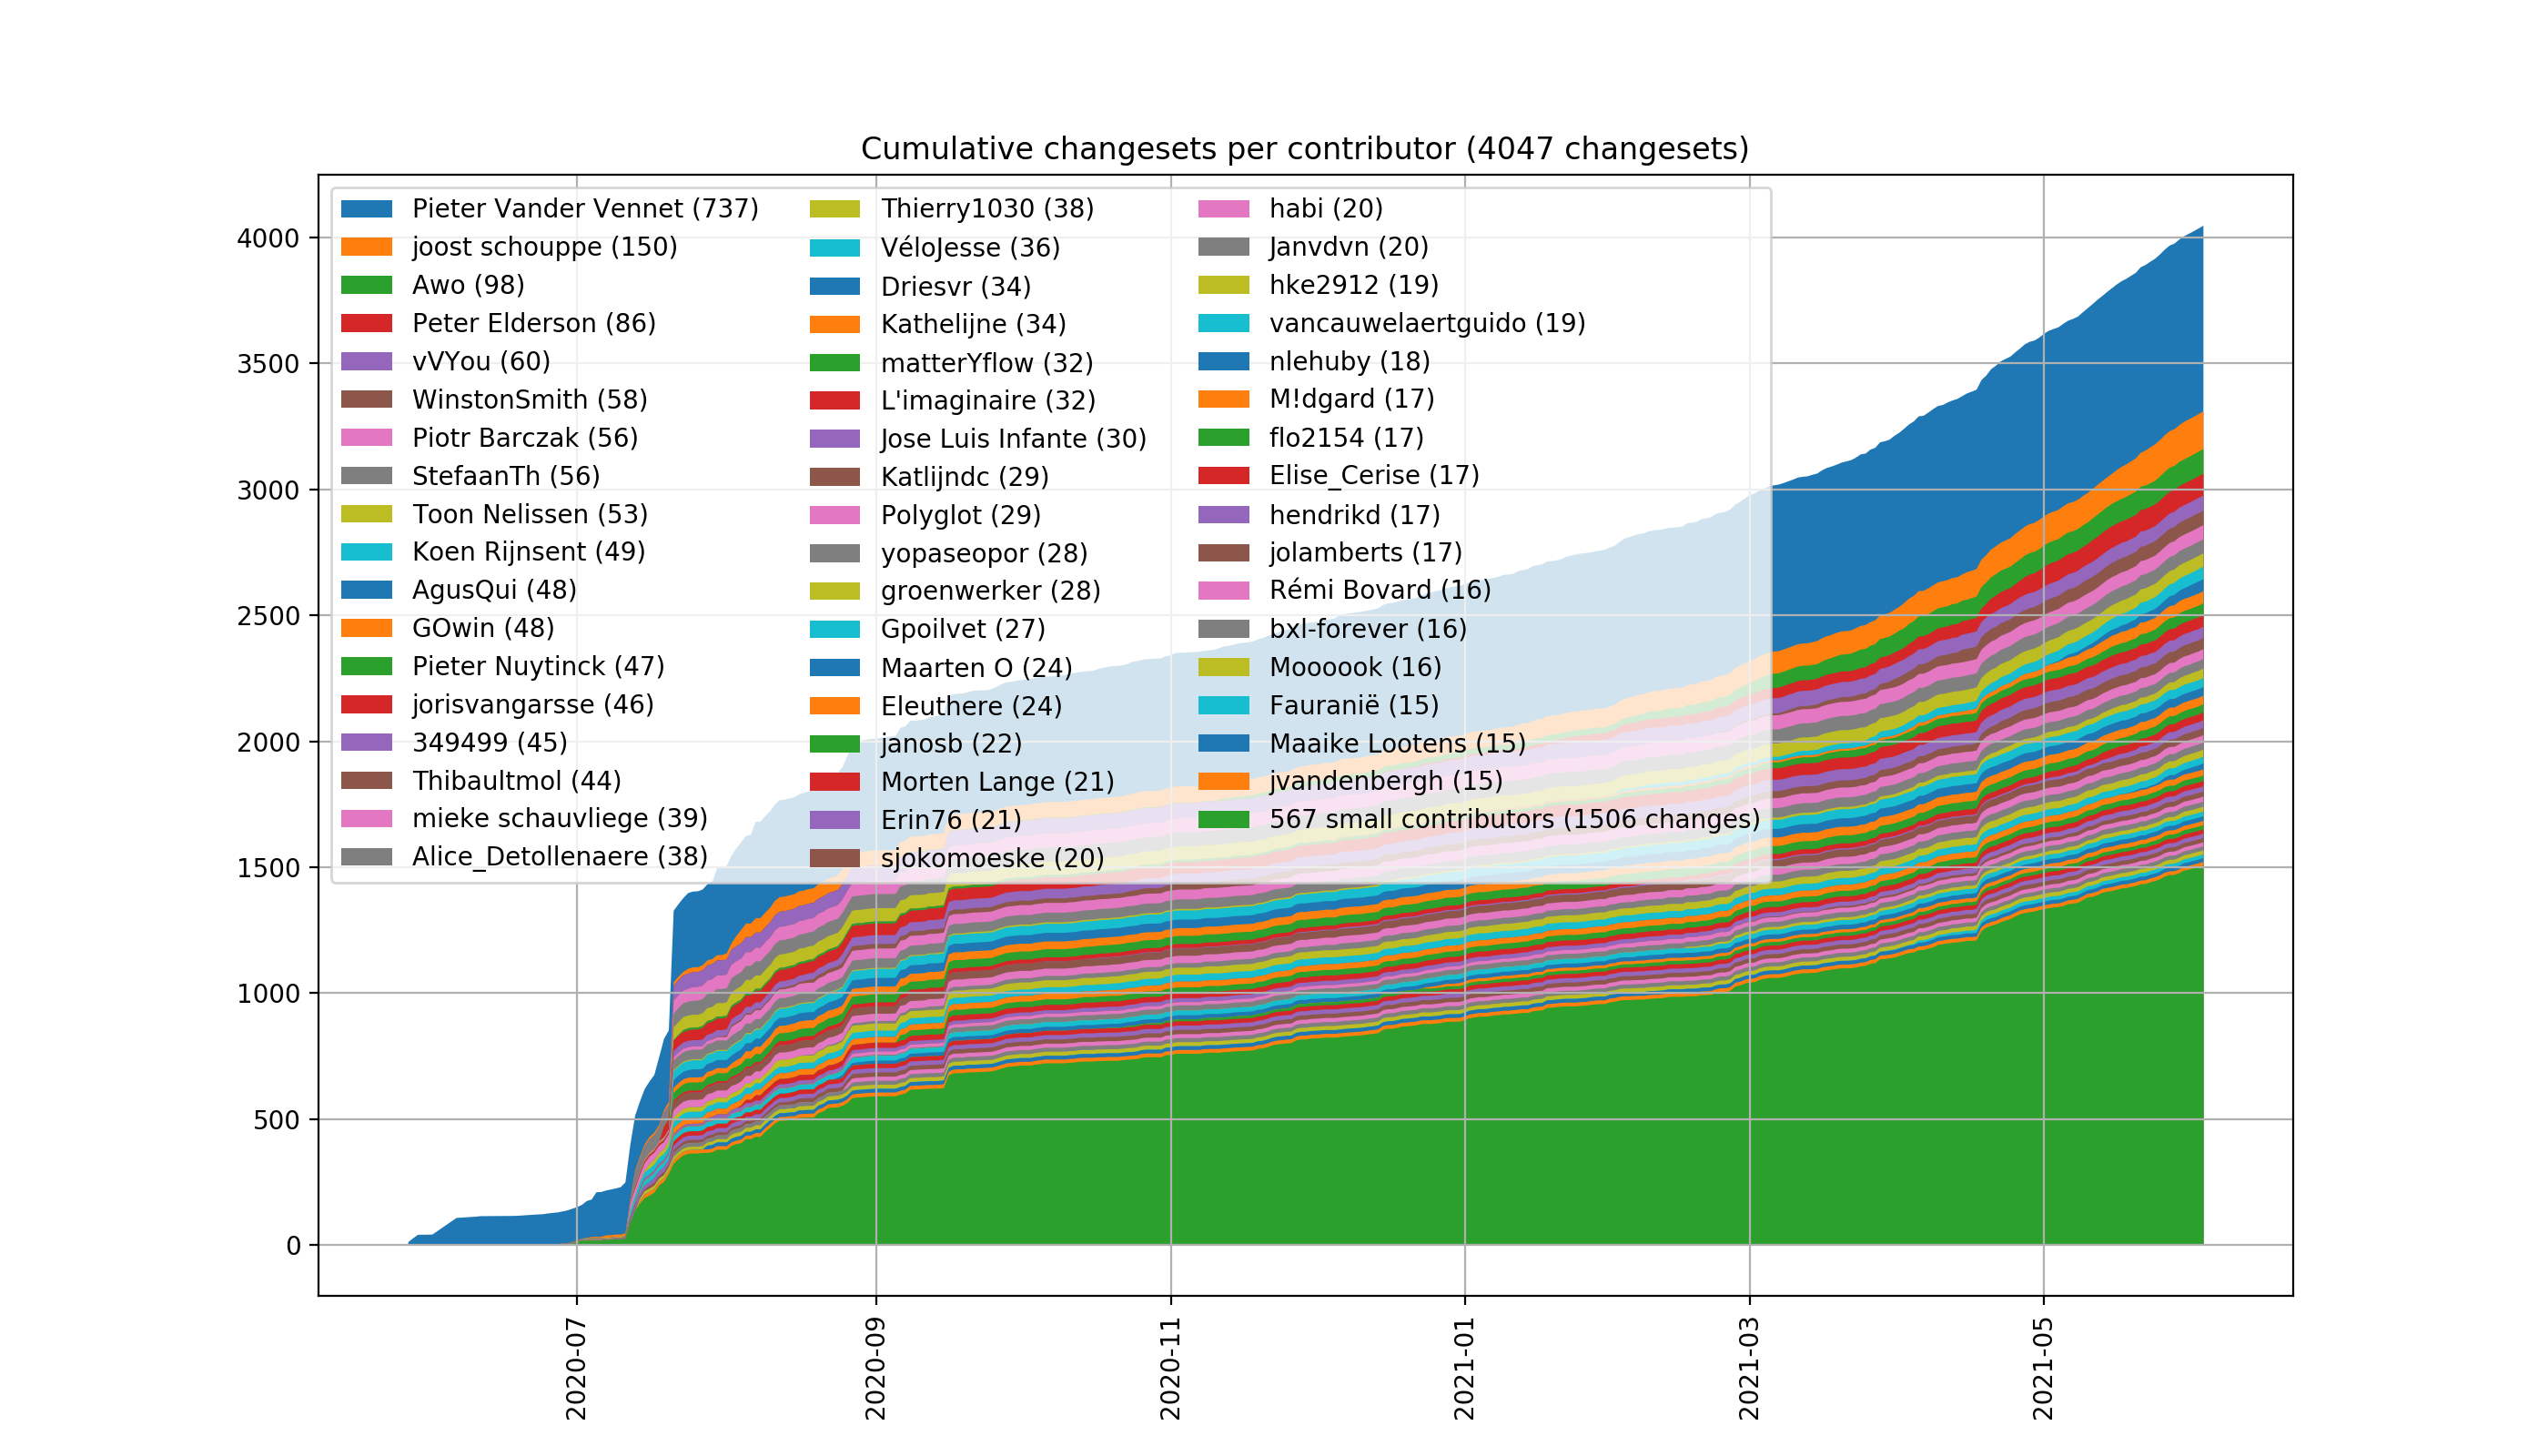 Cumulative changesets per contributor (4047 changesets)
Pieter Vander Vennet (737)
joost schouppe (150)
Awo (98)
Peter Elderson (86)
vVYou (60)
WinstonSmith (58)
Piotr Barczak (56)
StefaanTh (56)
Toon Nelissen (53)
Koen Rijnsent (49)
AgusQui (48)
GOwin (48)
Pieter Nuytinck (47)
jorisvangarsse (46)
349499 (45)
Thibaultmol (44)
mieke schauvliege (39)
Alice_Detollenaere (38)
Thierry1030 (38)
VéloJesse (36)
Driesvr (34)
Kathelijne (34)
matterYflow (32)
L'imaginaire (32)
Jose Luis Infante (30)
Katlijndc (29)
Polyglot (29)
yopaseopor (28)
groenwerker (28)
Gpoilvet (27)
Maarten O (24)
Eleuthere (24)
janosb (22)
Morten Lange (21)
Erin76 (21)
sjokomoeske (20)
habi (20)
Janvdvn (20)
hke2912 (19)
vancauwelaertguido (19)
nlehuby (18)
M!dgard (17)
flo2154 (17)
Elise_Cerise (17)
hendrikd (17)
jolamberts (17)
Rémi Bovard (16)
bxl-forever (16)
Moooook (16)
Fauranië (15)
Maaike Lootens (15)
jvandenbergh (15)
567 small contributors (1506 changes)
4000
3500
3000
2500
2000
1500
1000
500
0
2020-07
2020-09
2020-11
2021-01
2021-03
2021-05